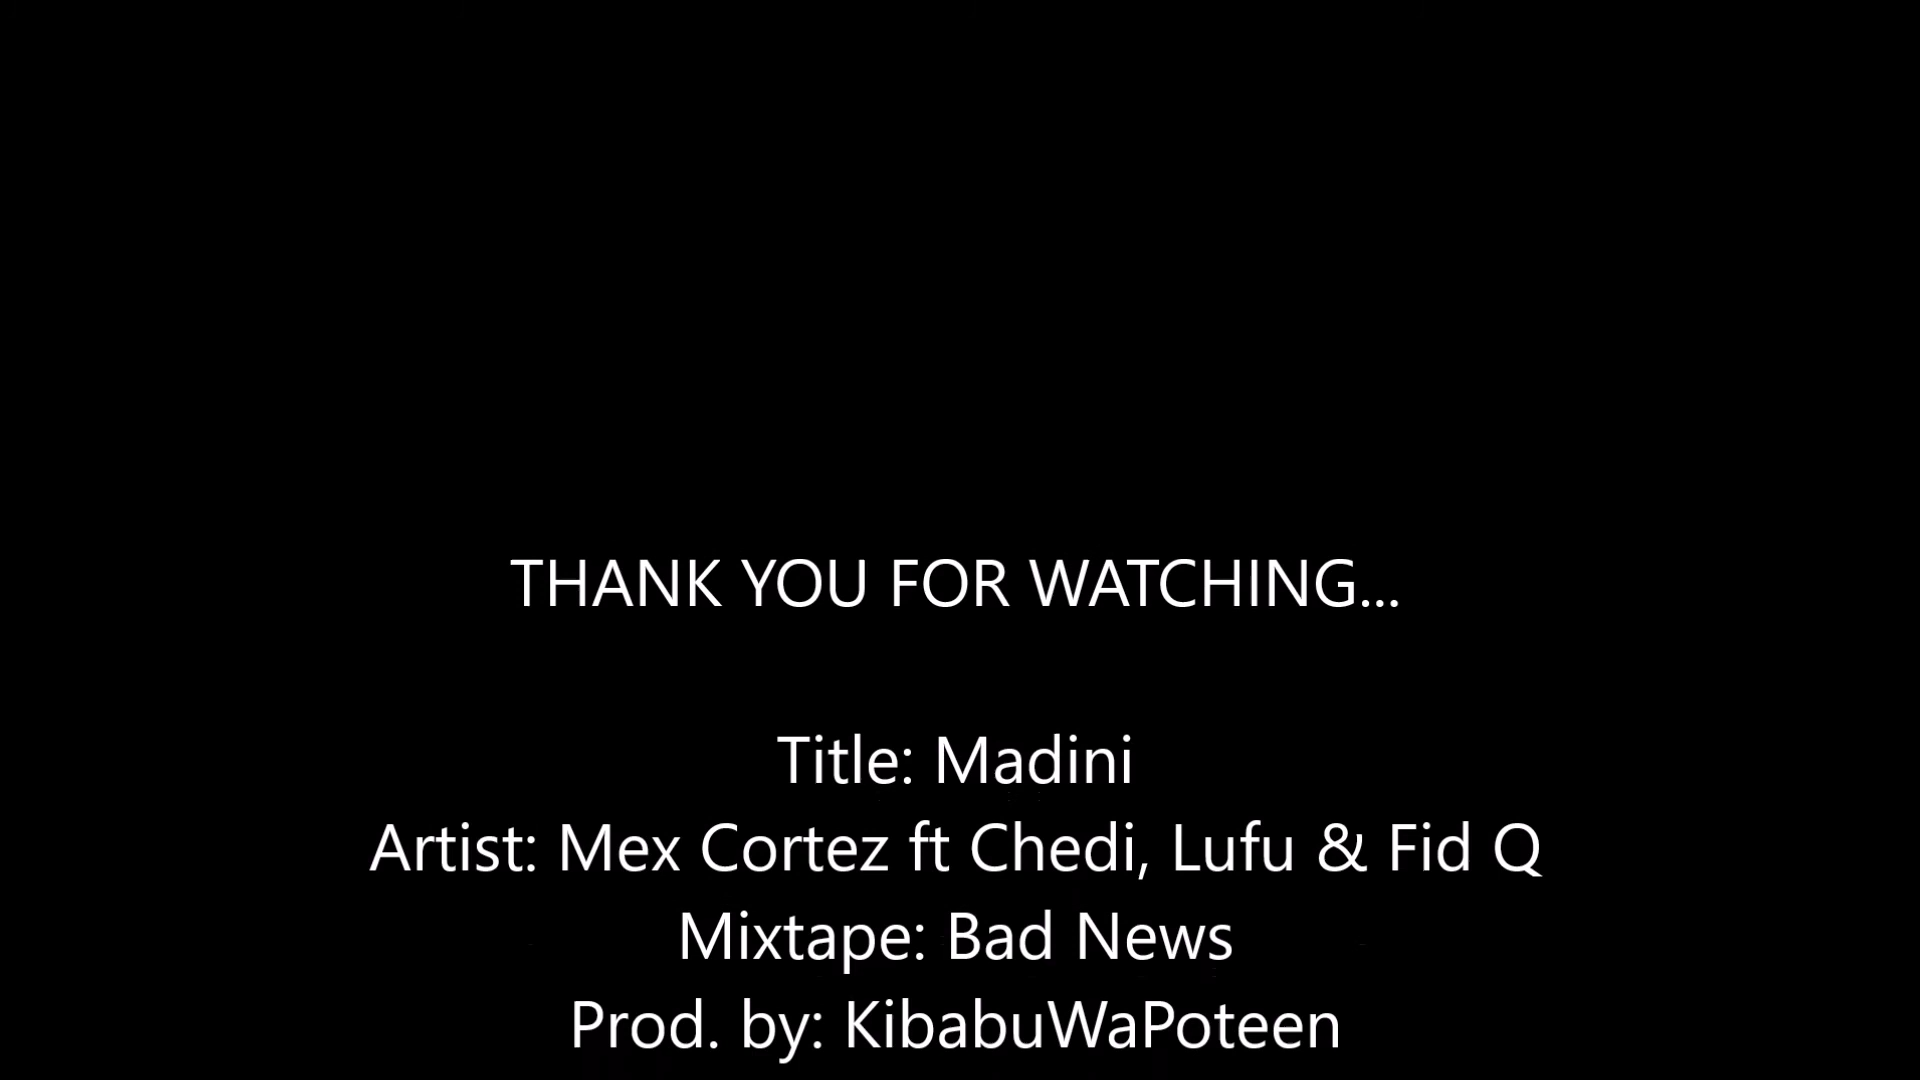 THANK YOU FOR WATCHING...
Title: Madini
Artist: Mex Cortez ft Chedi, Lufu & Fid Q
Mixtape: Bad News
Prod. by: KibabuWaPoteen